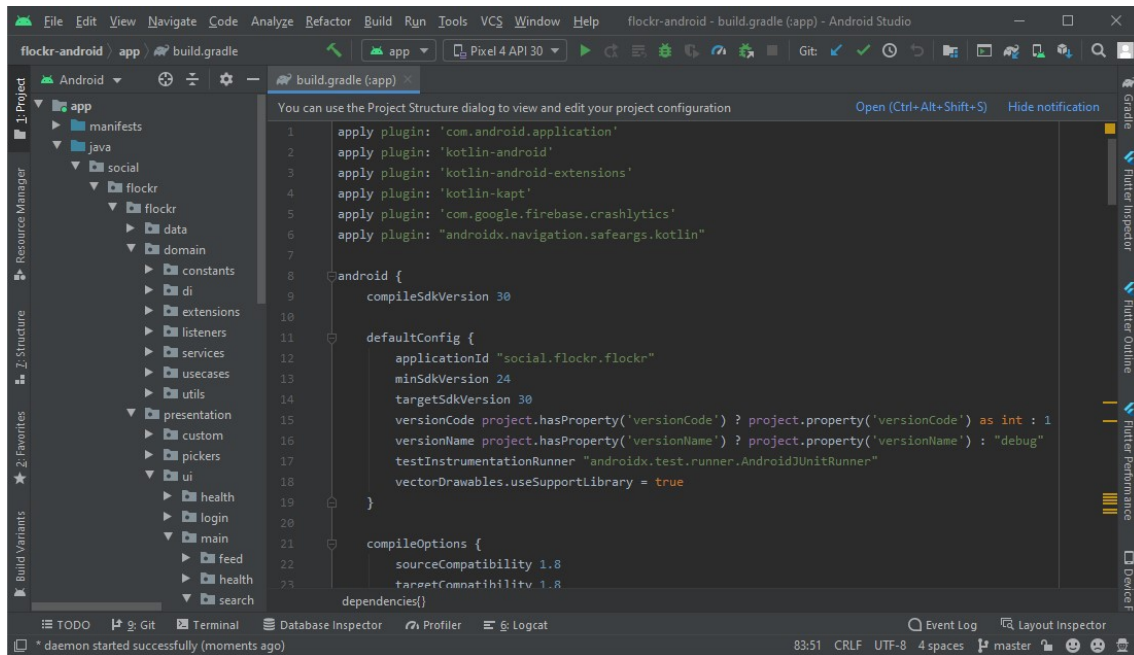 File Edit View Navigate Code Analyze Refactor Build Run Tools VCS Window Help flockr-android - build.gradle (:app) - Android Studio
flockr-android app build.gradle app Pixel 4 API 30 Git:
Android build.gradle (:app)
You can use the Project Structure dialog to view and edit your project configuration Open (Ctrl+Alt+Shift+S) Hide notification
1: Project
Resource Manager
7: Structure
2: Favorites
Build Variants
app
manifests
java
social
flockr
flockr
data
domain
constants
di
extensions
listeners
services
usecases
utils
presentation
custom
pickers
ui
health
login
main
feed
health
search
1 apply plugin: 'com.android.application'
2 apply plugin: 'kotlin-android'
3 apply plugin: 'kotlin-android-extensions'
4 apply plugin: 'kotlin-kapt'
5 apply plugin: 'com.google.firebase.crashlytics'
6 apply plugin: "androidx.navigation.safeargs.kotlin"
7
8 android {
9 compileSdkVersion 30
10
11 defaultConfig {
12 applicationId "social.flockr.flockr"
13 minSdkVersion 24
14 targetSdkVersion 30
15 versionCode project.hasProperty('versionCode') ? project.property('versionCode') as int : 1
16 versionName project.hasProperty('versionName') ? project.property('versionName') : "debug"
17 testInstrumentationRunner "androidx.test.runner.AndroidJUnitRunner"
18 vectorDrawables.useSupportLibrary = true
19 }
20
21 compileOptions {
22 sourceCompatibility 1.8
23 targetCompatibility 1.8
dependencies{}
Gradle
Flutter Inspector
Flutter Outline
Flutter Performance
Device F
TODO 9: Git Terminal Database Inspector Profiler 6: Logcat Event Log Layout Inspector
* daemon started successfully (moments ago) 83:51 CRLF UTF-8 4 spaces master